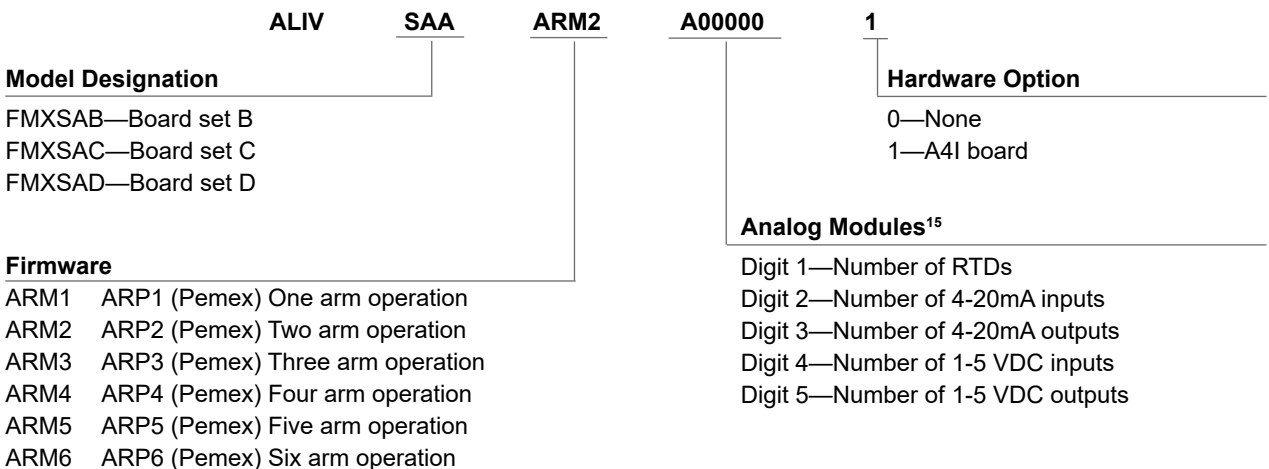 ALIV SAA ARM2 A00000 1
Model Designation
FMXSAB—Board set B
FMXSAC—Board set C
FMXSAD—Board set D
Hardware Option
0—None
1—A4I board
Firmware
ARM1 ARP1 (Pemex) One arm operation
ARM2 ARP2 (Pemex) Two arm operation
ARM3 ARP3 (Pemex) Three arm operation
ARM4 ARP4 (Pemex) Four arm operation
ARM5 ARP5 (Pemex) Five arm operation
ARM6 ARP6 (Pemex) Six arm operation
Analog Modules¹⁵
Digit 1—Number of RTDs
Digit 2—Number of 4-20mA inputs
Digit 3—Number of 4-20mA outputs
Digit 4—Number of 1-5 VDC inputs
Digit 5—Number of 1-5 VDC outputs